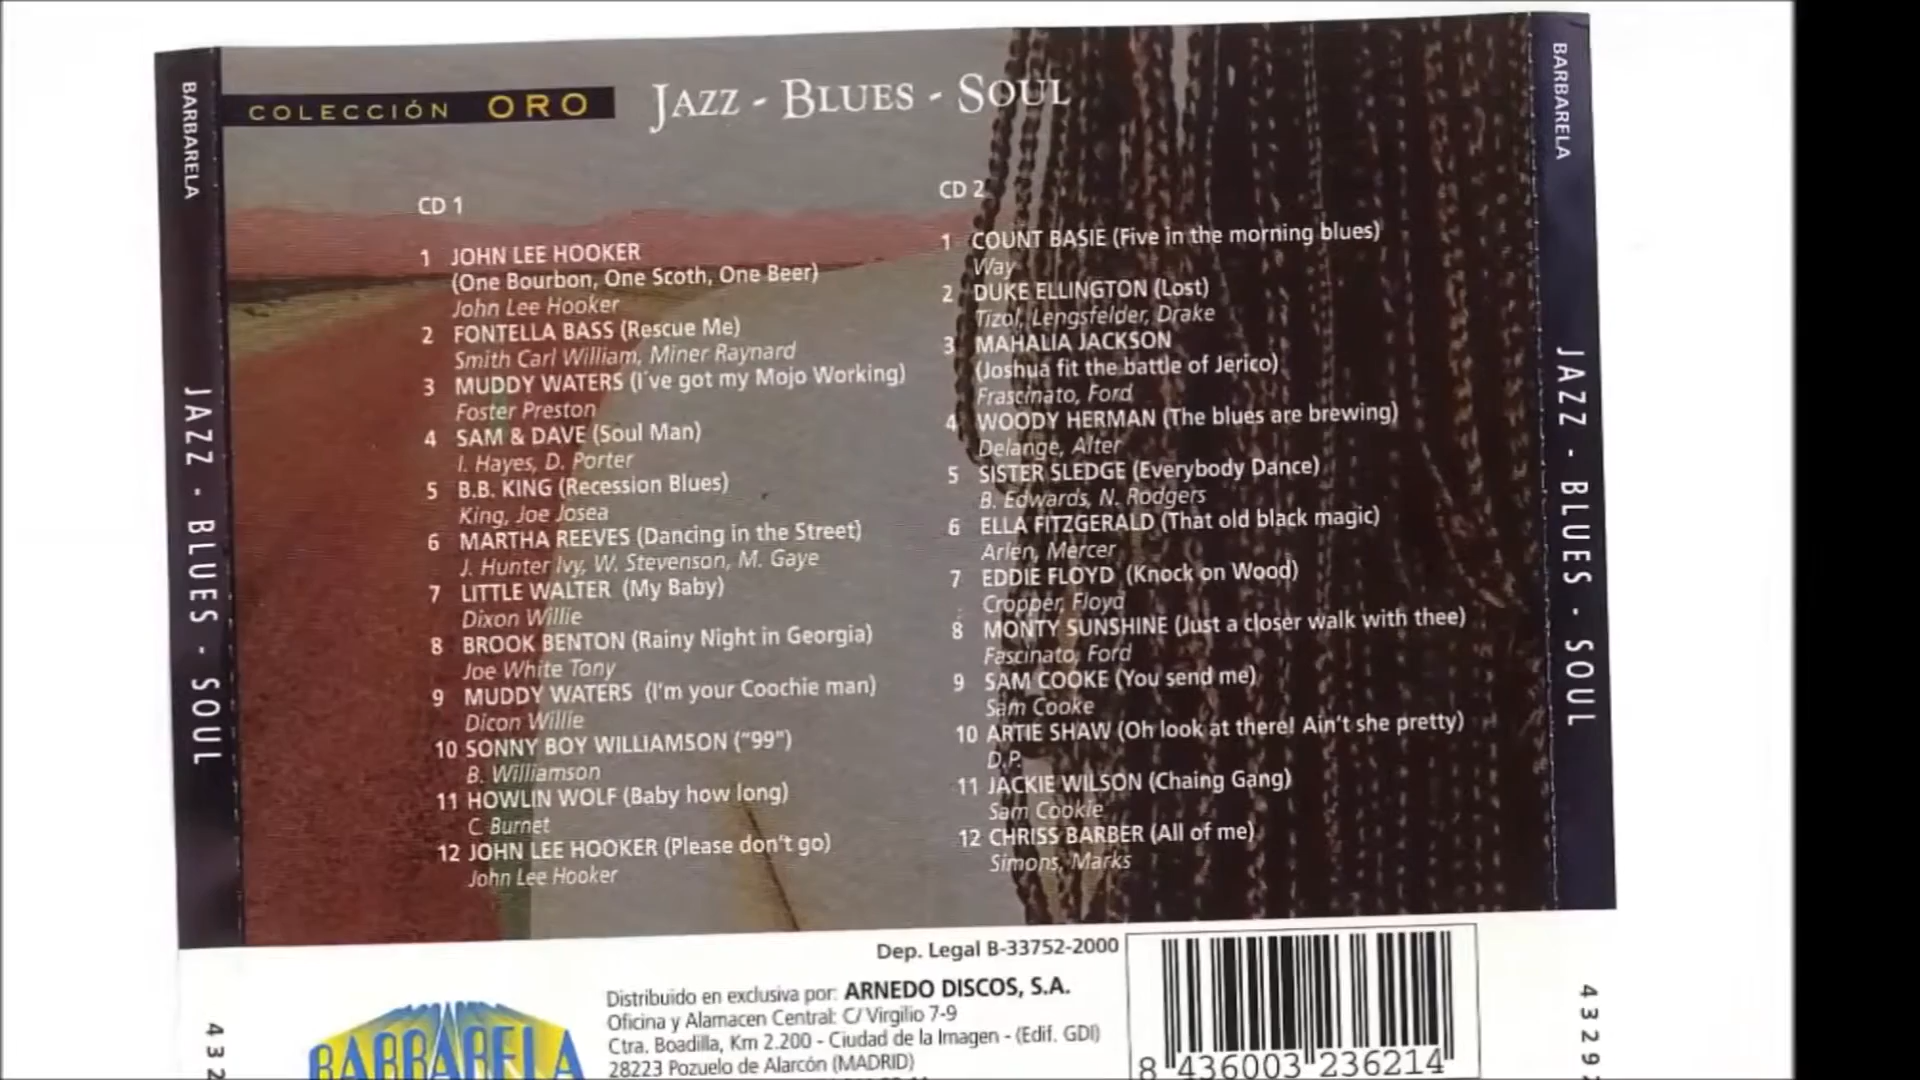 COLECCIÓN ORO
JAZZ - BLUES - SOUL
BARBARELA
JAZZ - BLUES - SOUL
CD 1
1 JOHN LEE HOOKER
(One Bourbon, One Scoth, One Beer)
John Lee Hooker
2 FONTELLA BASS (Rescue Me)
Smith Carl William, Miner Raynard
3 MUDDY WATERS (I´ve got my Mojo Working)
Foster Preston
4 SAM & DAVE (Soul Man)
I. Hayes, D. Porter
5 B.B. KING (Recession Blues)
King, Joe Josea
6 MARTHA REEVES (Dancing in the Street)
J. Hunter Ivy, W. Stevenson, M. Gaye
7 LITTLE WALTER (My Baby)
Dixon Willie
8 BROOK BENTON (Rainy Night in Georgia)
Joe White Tony
9 MUDDY WATERS (I'm your Coochie man)
Dicon Willie
10 SONNY BOY WILLIAMSON ("99")
B. Williamson
11 HOWLIN WOLF (Baby how long)
C. Burnet
12 JOHN LEE HOOKER (Please don't go)
John Lee Hooker
CD 2
1 COUNT BASIE (Five in the morning blues)
Way
2 DUKE ELLINGTON (Lost)
Tizol, Lengsfelder, Drake
3 MAHALIA JACKSON
(Joshua fit the battle of Jerico)
Frascinato, Ford
4 WOODY HERMAN (The blues are brewing)
Delange, Alter
5 SISTER SLEDGE (Everybody Dance)
B. Edwards, N. Rodgers
6 ELLA FITZGERALD (That old black magic)
Arlen, Mercer
7 EDDIE FLOYD (Knock on Wood)
Cropper, Floyd
8 MONTY SUNSHINE (Just a closer walk with thee)
Fascinato, Ford
9 SAM COOKE (You send me)
Sam Cooke
10 ARTIE SHAW (Oh look at there! Ain't she pretty)
D.P.
11 JACKIE WILSON (Chaing Gang)
Sam Cookie
12 CHRISS BARBER (All of me)
Simons, Marks
BARBARELA
JAZZ - BLUES - SOUL
Dep. Legal B-33752-2000
BARBARELA
Distribuido en exclusiva por: ARNEDO DISCOS, S.A.
Oficina y Alamacen Central: C/ Virgilio 7-9
Ctra. Boadilla, Km 2.200 - Ciudad de la Imagen - (Edif. GDI)
28223 Pozuelo de Alarcón (MADRID)
8 436003 236214
432
4329